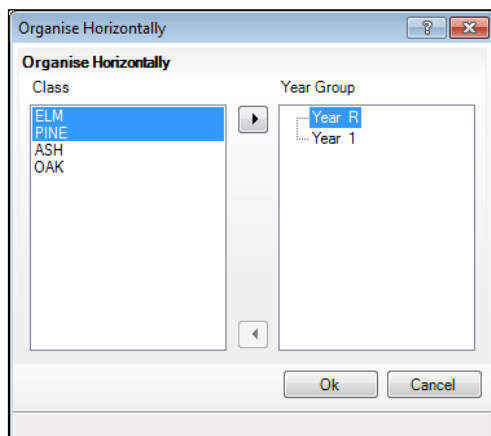 Organise Horizontally
Organise Horizontally
Class
Year Group
ELM
PINE
ASH
OAK
Year R
Year 1
Ok
Cancel